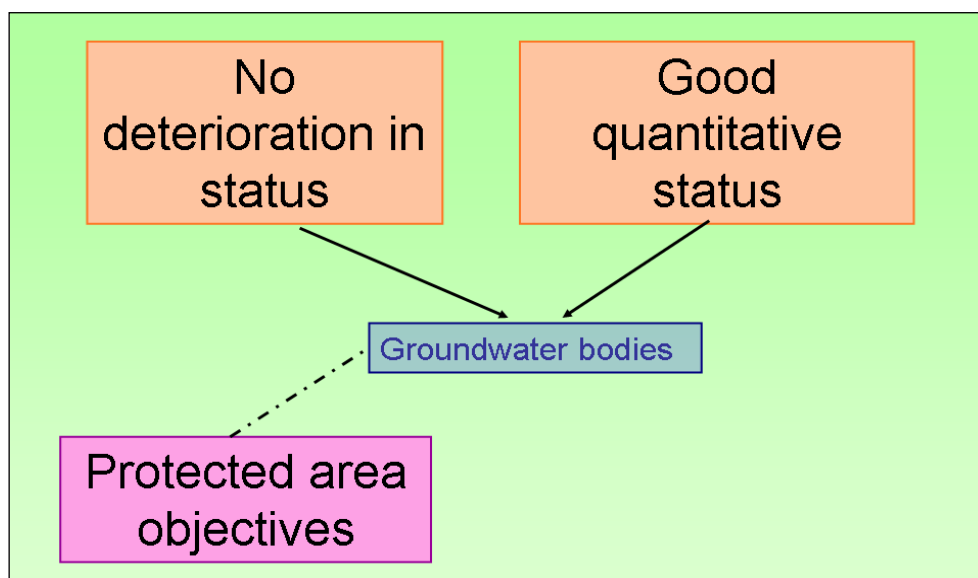 No
deterioration in
status
Good
quantitative
status
Groundwater bodies
Protected area
objectives